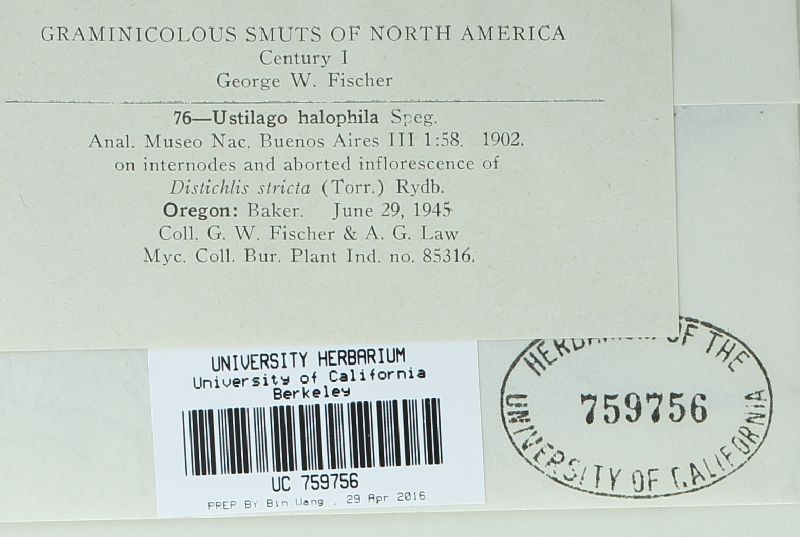 GRAMINICOLOUS SMUTS OF NORTH AMERICA
Century I
George W. Fischer
76—Ustilago halophila Speg.
Anal. Museo Nac. Buenos Aires III 1:58. 1902.
on internodes and aborted inflorescence of
Distichlis stricta (Torr.) Rydb.
Oregon: Baker. June 29, 1945
Coll. G. W. Fischer & A. G. Law
Myc. Coll. Bur. Plant Ind. no. 85316.
UNIVERSITY HERBARIUM
University of California
Berkeley
UC 759756
PREP BY Bin Wang . 29 Apr 2016
HERBARIUM OF THE
759756
UNIVERSITY OF CALIFORNIA